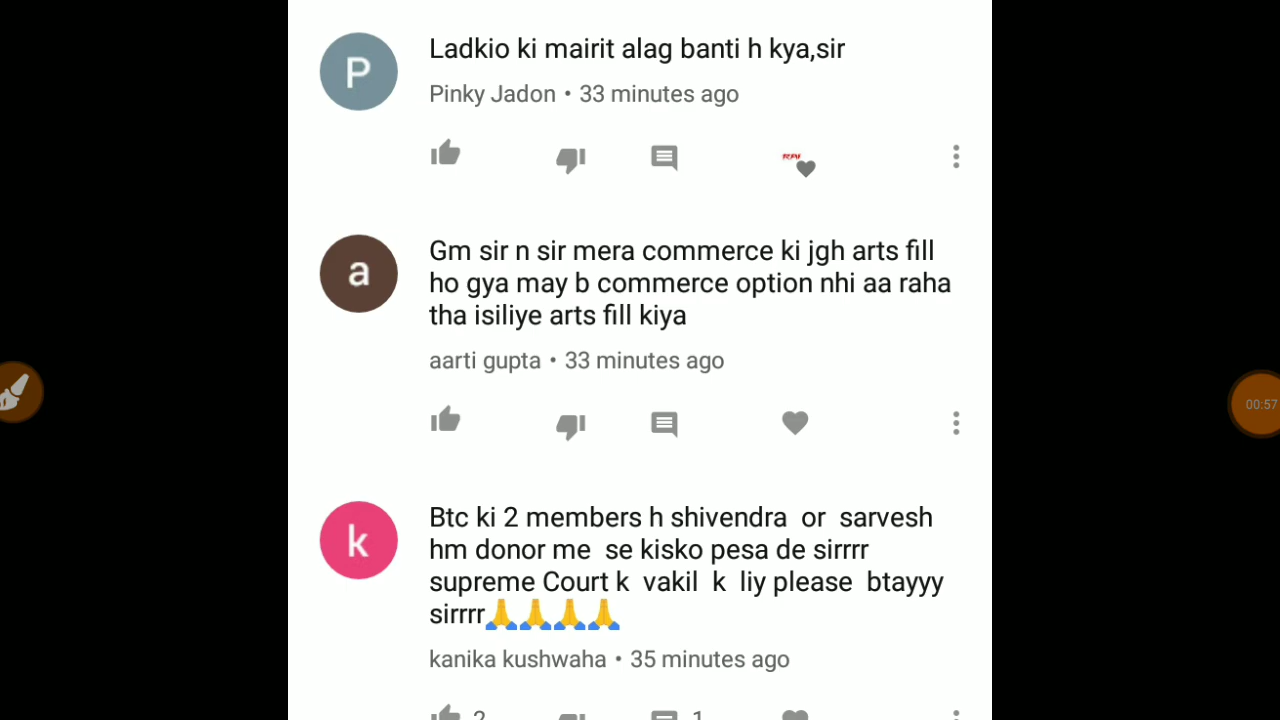 P
Ladkio ki mairit alag banti h kya,sir
Pinky Jadon • 33 minutes ago
a
Gm sir n sir mera commerce ki jgh arts fill
ho gya may b commerce option nhi aa raha
tha isiliye arts fill kiya
aarti gupta • 33 minutes ago
00:57
k
Btc ki 2 members h shivendra or sarvesh
hm donor me se kisko pesa de sirrrr
supreme Court k vakil k liy please btayyy
sirrrr🙏🙏🙏🙏
kanika kushwaha • 35 minutes ago
2
1